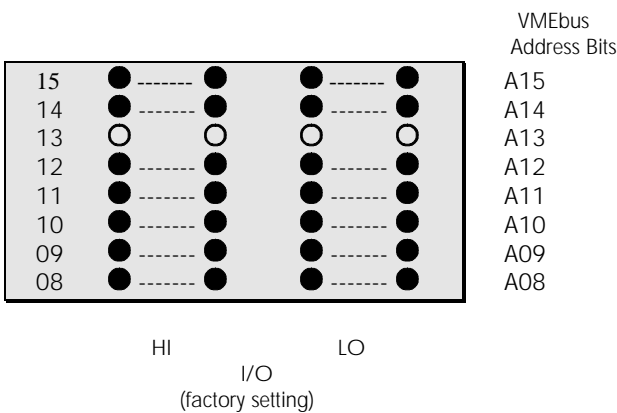 VMEbus
Address Bits
15 A15
14 A14
13 A13
12 A12
11 A11
10 A10
09 A09
08 A08
HI LO
I/O
(factory setting)